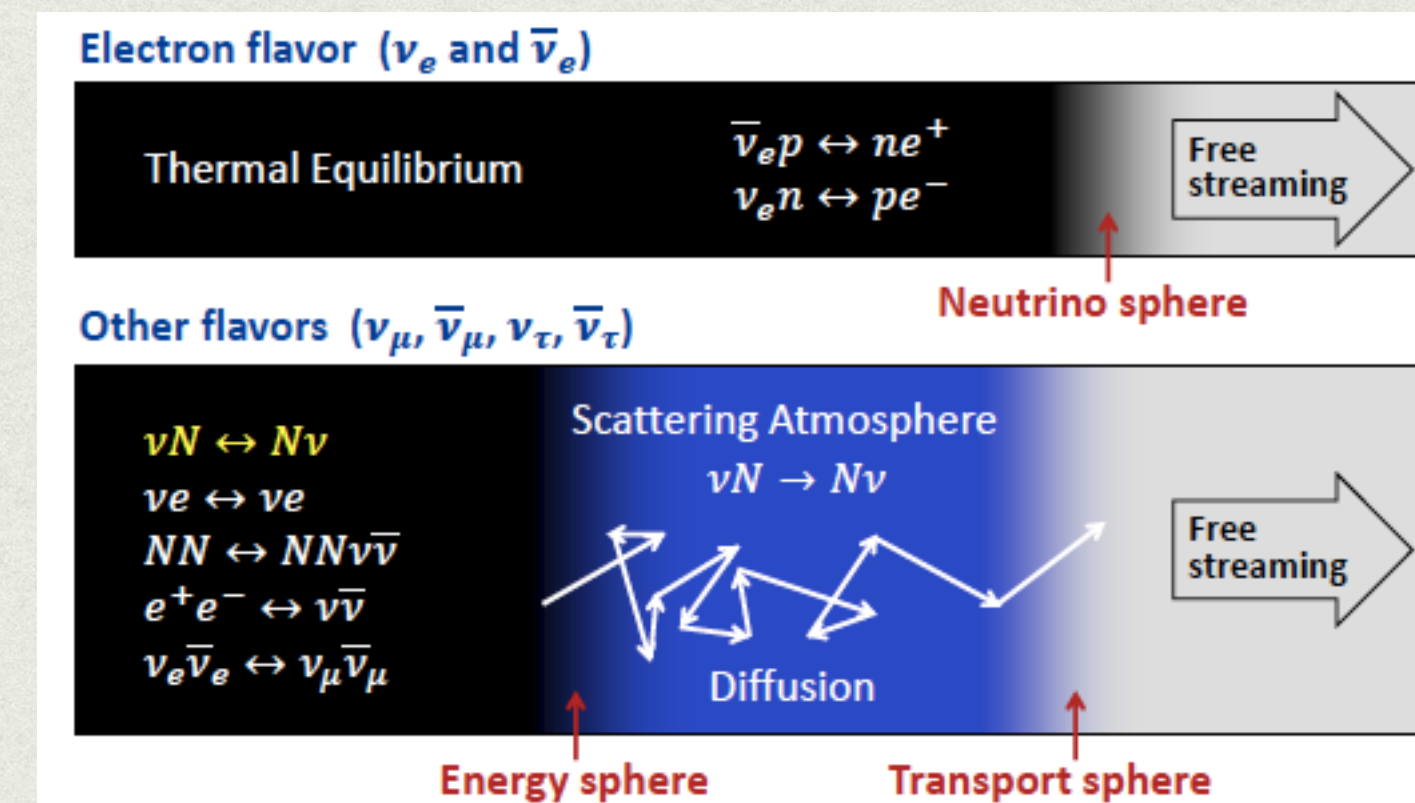 Electron flavor (νₑ and ν̅ₑ)
Thermal Equilibrium
ν̅ₑp ↔ ne⁺
νₑn ↔ pe⁻
Free
streaming
Neutrino sphere
Other flavors (ν_μ, ν̅_μ, ν_τ, ν̅_τ)
νN ↔ Nν
νe ↔ νe
NN ↔ NNνν̅
e⁺e⁻ ↔ νν̅
νₑν̅ₑ ↔ ν_μν̅_μ
Scattering Atmosphere
νN → Nν
Diffusion
Free
streaming
Energy sphere
Transport sphere